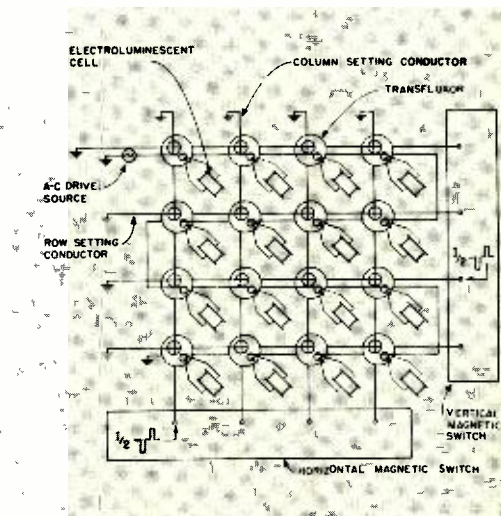 ELECTROLUMINESCENT
CELL
COLUMN SETTING CONDUCTOR
TRANSFLUXOR
A-C DRIVE
SOURCE
ROW SETTING
CONDUCTOR
1/2
1/2
VERTICAL
MAGNETIC
SWITCH
HORIZONTAL MAGNETIC SWITCH